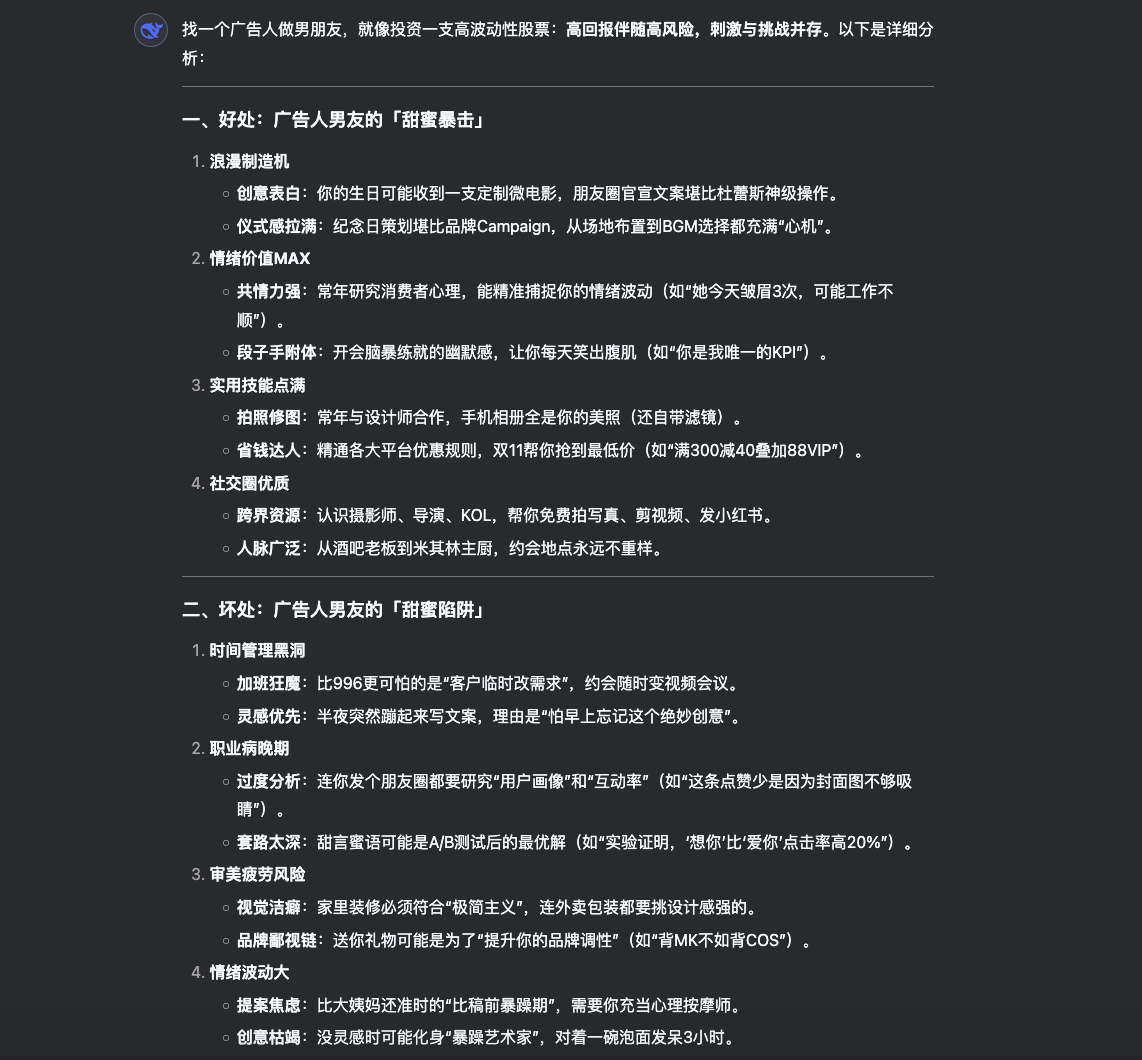 找一个广告人做男朋友，就像投资一支高波动性股票：高回报伴随高风险，刺激与挑战并存。以下是详细分
析：
一、好处：广告人男友的「甜蜜暴击」
1. 浪漫制造机
○ 创意表白：你的生日可能收到一支定制微电影，朋友圈官宣文案堪比杜蕾斯神级操作。
○ 仪式感拉满：纪念日策划堪比品牌Campaign，从场地布置到BGM选择都充满“心机”。
2. 情绪价值MAX
○ 共情力强：常年研究消费者心理，能精准捕捉你的情绪波动（如“她今天皱眉3次，可能工作不
顺”）。
○ 段子手附体：开会脑暴练就的幽默感，让你每天笑出腹肌（如“你是我唯一的KPI”）。
3. 实用技能点满
○ 拍照修图：常年与设计师合作，手机相册全是你的美照（还自带滤镜）。
○ 省钱达人：精通各大平台优惠规则，双11帮你抢到最低价（如“满300减40叠加88VIP”）。
4. 社交圈优质
○ 跨界资源：认识摄影师、导演、KOL，帮你免费拍写真、剪视频、发小红书。
○ 人脉广泛：从酒吧老板到米其林主厨，约会地点永远不重样。
二、坏处：广告人男友的「甜蜜陷阱」
1. 时间管理黑洞
○ 加班狂魔：比996更可怕的是“客户临时改需求”，约会随时变视频会议。
○ 灵感优先：半夜突然蹦起来写文案，理由是“怕早上忘记这个绝妙创意”。
2. 职业病晚期
○ 过度分析：连你发个朋友圈都要研究“用户画像”和“互动率”（如“这条点赞少是因为封面图不够吸
睛”）。
○ 套路太深：甜言蜜语可能是A/B测试后的最优解（如“实验证明，‘想你’比‘爱你’点击率高20%”）。
3. 审美疲劳风险
○ 视觉洁癖：家里装修必须符合“极简主义”，连外卖包装都要挑设计感强的。
○ 品牌鄙视链：送你礼物可能是为了“提升你的品牌调性”（如“背MK不如背COS”）。
4. 情绪波动大
○ 提案焦虑：比大姨妈还准时的“比稿前暴躁期”，需要你充当心理按摩师。
○ 创意枯竭：没灵感时可能化身“暴躁艺术家”，对着一碗泡面发呆3小时。